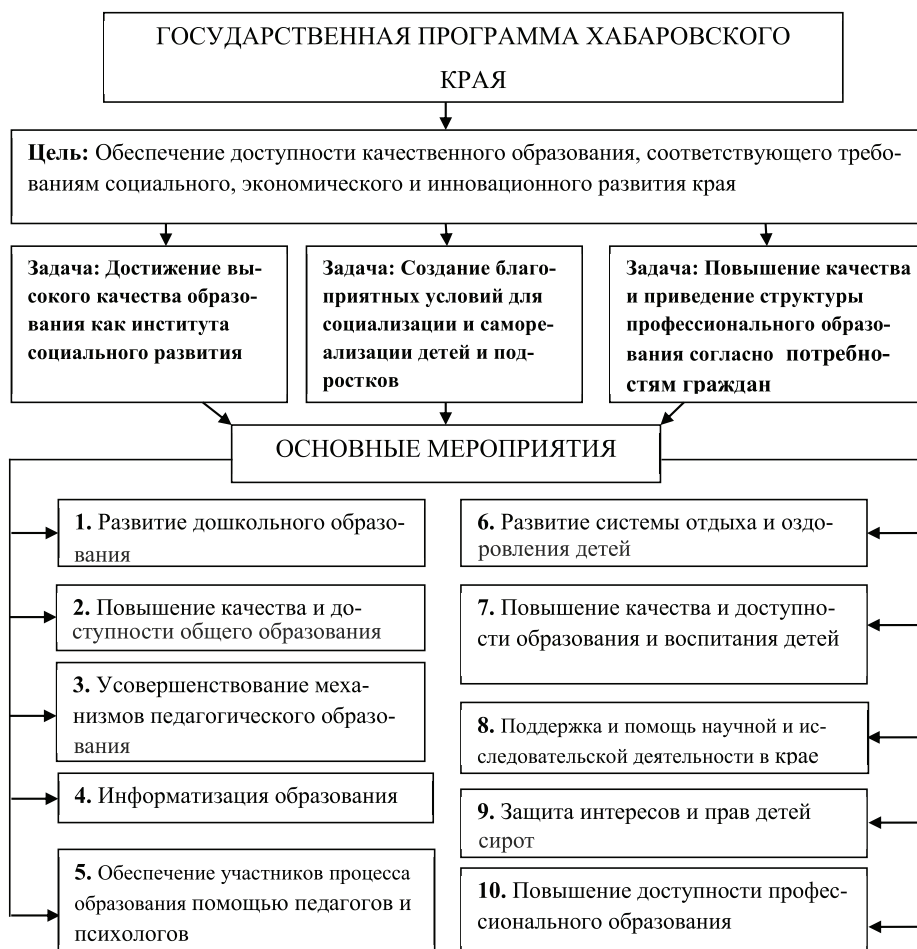 ГОСУДАРСТВЕННАЯ ПРОГРАММА ХАБАРОВСКОГО
КРАЯ
Цель: Обеспечение доступности качественного образования, соответствующего требо-
ваниям социального, экономического и инновационного развития края
Задача: Достижение вы-
сокого качества образо-
вания как института
социального развития
Задача: Создание благо-
приятных условий для
социализации и саморе-
ализации детей и под-
ростков
Задача: Повышение качества
и приведение структуры
профессионального образо-
вания согласно потребно-
стям граждан
ОСНОВНЫЕ МЕРОПРИЯТИЯ
1. Развитие дошкольного образо-
вания
2. Повышение качества и до-
ступности общего образования
3. Усовершенствование меха-
низмов педагогического образо-
вания
4. Информатизация образования
5. Обеспечение участников процесса
образования помощью педагогов и
психологов
6. Развитие системы отдыха и оздо-
ровления детей
7. Повышение качества и доступно-
сти образования и воспитания детей
8. Поддержка и помощь научной и ис-
следовательской деятельности в крае
9. Защита интересов и прав детей
сирот
10. Повышение доступности профес-
сионального образования